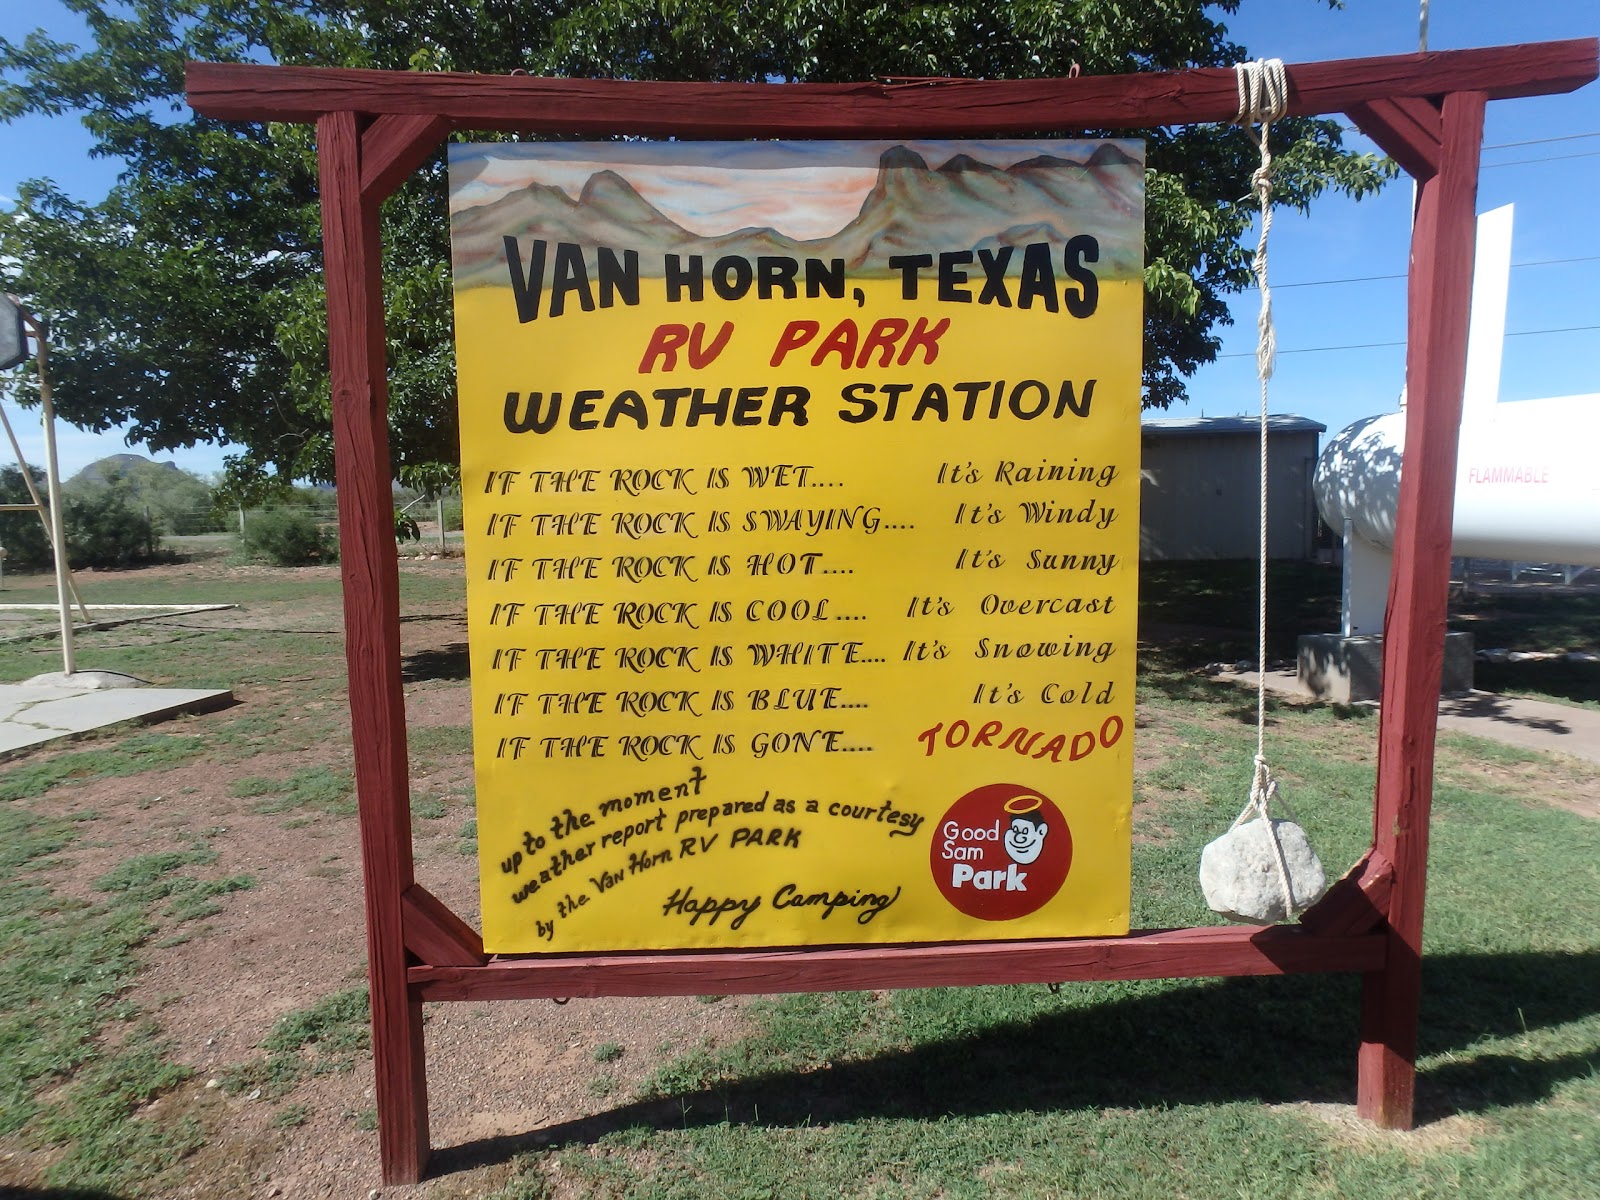 VAN HORN, TEXAS
RV PARK
WEATHER STATION
IF THE ROCK IS WET.... It's Raining
IF THE ROCK IS SWAYING.... It's Windy
IF THE ROCK IS HOT.... It's Sunny
IF THE ROCK IS COOL.... It's Overcast
IF THE ROCK IS WHITE.... It's Snowing
IF THE ROCK IS BLUE.... It's Cold
IF THE ROCK IS GONE.... TORNADO
up to the moment
weather report prepared as a courtesy
by the Van Horn RV PARK
Happy Camping
Good
Sam
Park
FLAMMABLE